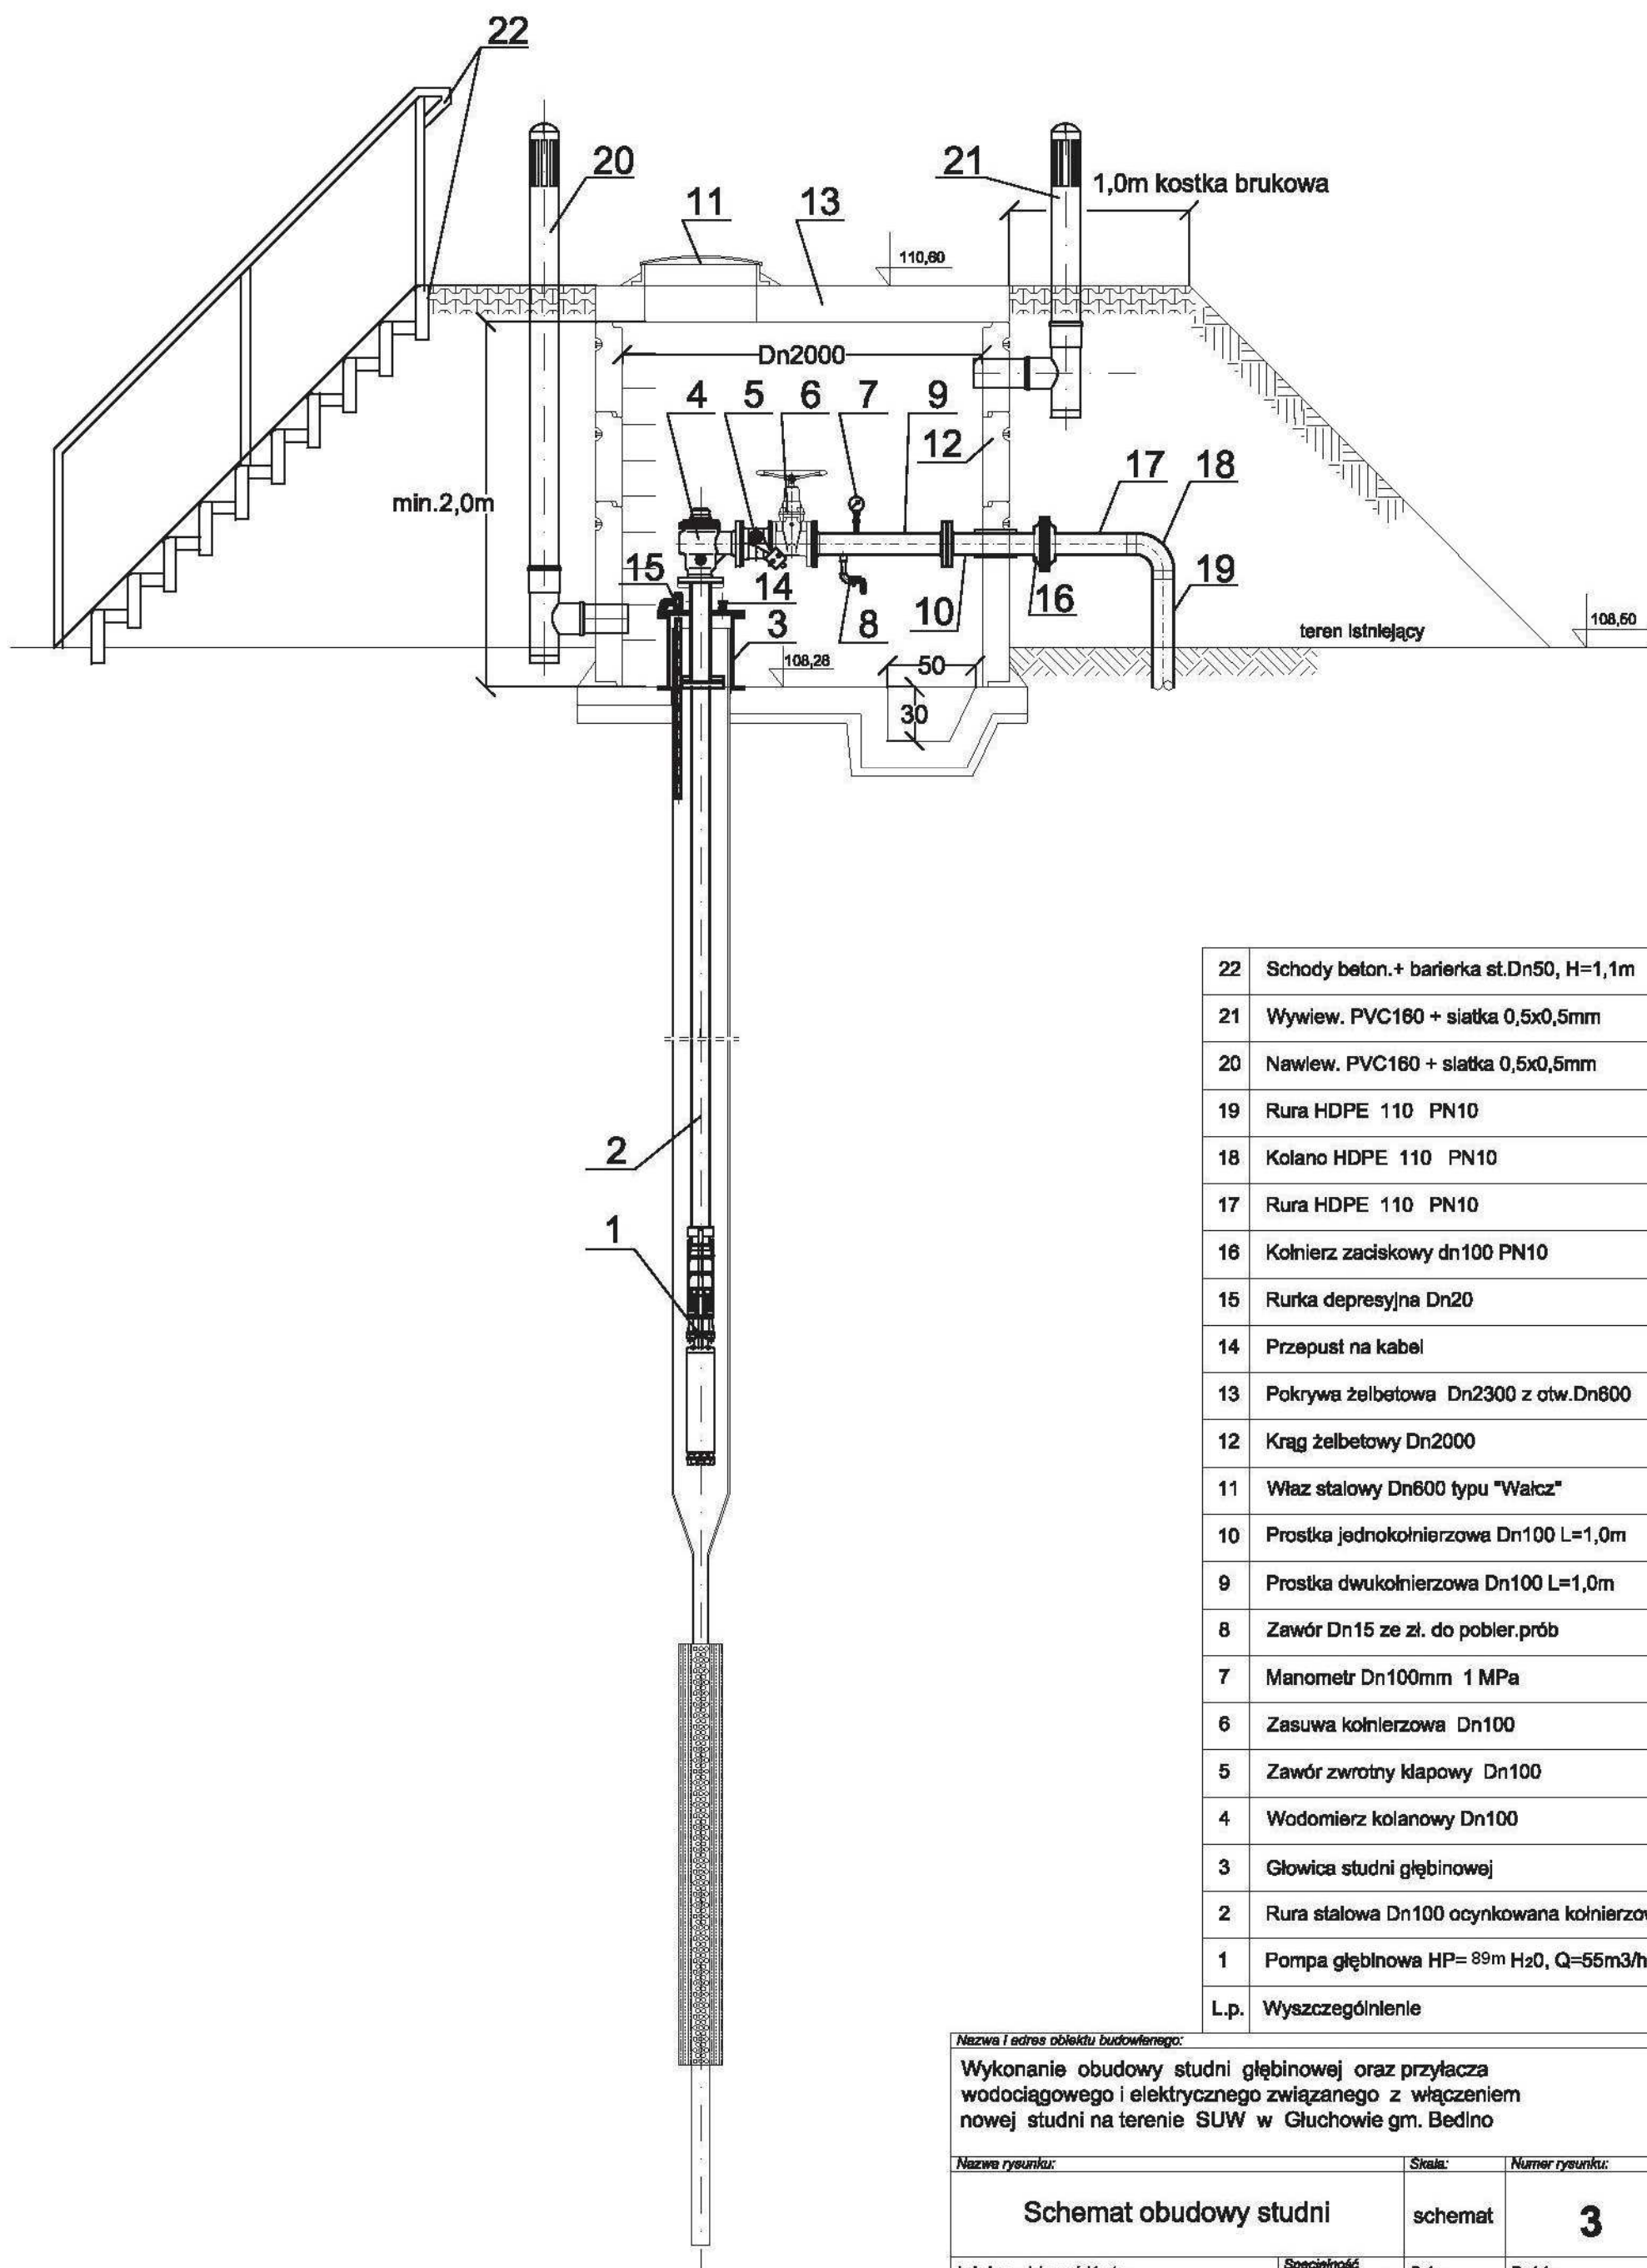 22
20
21
1,0m kostka brukowa
11
13
110,60
Dn2000
4
5
6
7
9
12
17
18
min.2,0m
15
14
3
8
10
16
19
teren istniejący
108,50
108,28
50
30
2
1
22 Schody beton.+ barierka st.Dn50, H=1,1m
21 Wywiew. PVC160 + siatka 0,5x0,5mm
20 Nawiew. PVC160 + siatka 0,5x0,5mm
19 Rura HDPE 110 PN10
18 Kolano HDPE 110 PN10
17 Rura HDPE 110 PN10
16 Kołnierz zaciskowy dn100 PN10
15 Rurka depresyjna Dn20
14 Przepust na kabel
13 Pokrywa żelbetowa Dn2300 z otw.Dn600
12 Krąg żelbetowy Dn2000
11 Właz stalowy Dn600 typu "Wałcz"
10 Prostka jednokołnierzowa Dn100 L=1,0m
9 Prostka dwukołnierzowa Dn100 L=1,0m
8 Zawór Dn15 ze zł. do pobier.prób
7 Manometr Dn100mm 1 MPa
6 Zasuwa kołnierzowa Dn100
5 Zawór zwrotny klapowy Dn100
4 Wodomierz kolanowy Dn100
3 Głowica studni głębinowej
2 Rura stalowa Dn100 ocynkowana
1 Pompa głębinowa HP= 89m H20, Q=55m3/h
L.p. Wyszczególnienie
Nazwa i adres obiektu budowlanego:
Wykonanie obudowy studni głębinowej oraz przyłacza
wodociągowego i elektrycznego związanego z włączeniem
nowej studni na terenie SUW w Głuchowie gm. Bedlno
Nazwa rysunku: Skala: Numer rysunku:
Schemat obudowy studni schemat 3
Specjalność